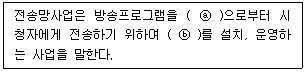 전송망사업은 방송프로그램을 ( ⓐ )으로부터 시
청자에게 전송하기 위하여 ( ⓑ )를 설치, 운영하
는 사업을 말한다.